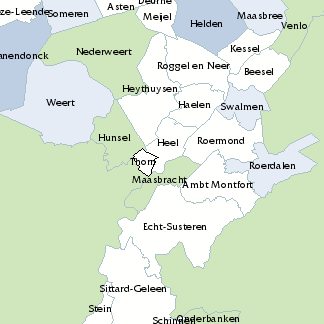 Deurne
Asten
ze-Leende
Someren
Meijel
Helden
Maasbree
Venlo
anendonck
Nederweert
Kessel
Roggel en Neer
Beesel
Heythuysen
Weert
Haelen
Swalmen
Hunsel
Heel
Roermond
Thorn
Roerdalen
Maasbracht
Ambt Montfort
Echt-Susteren
Sittard-Geleen
Stein
Schinnen
Onderbanken